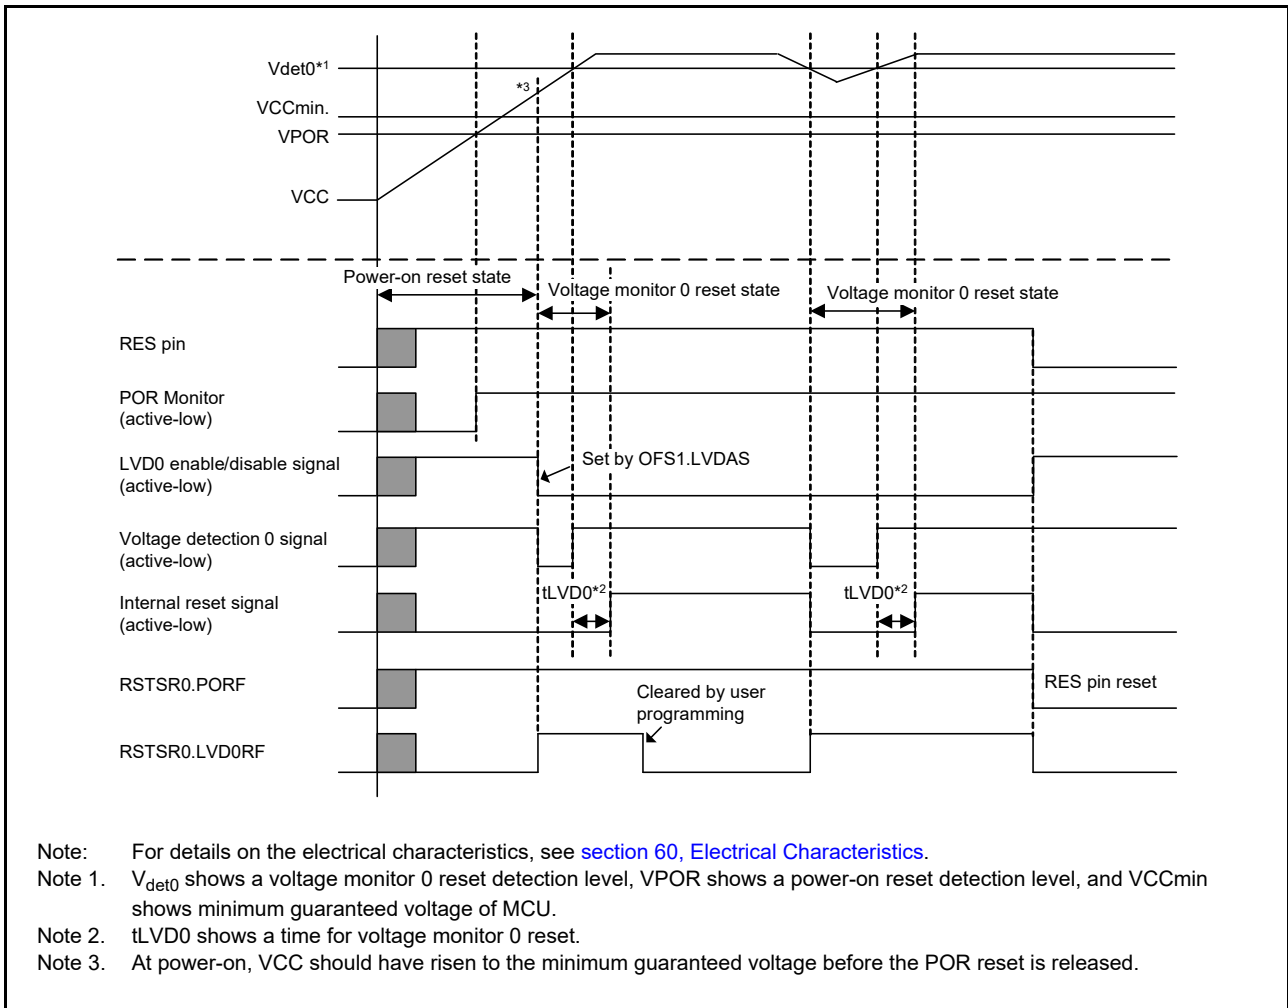 Vdet0*1
*3
VCCmin.
VPOR
VCC
Power-on reset state
Voltage monitor 0 reset state
Voltage monitor 0 reset state
RES pin
POR Monitor
(active-low)
LVD0 enable/disable signal
(active-low)
Set by OFS1.LVDAS
Voltage detection 0 signal
(active-low)
tLVD0*2
tLVD0*2
Internal reset signal
(active-low)
RSTSR0.PORF
RES pin reset
Cleared by user
programming
RSTSR0.LVD0RF
Note: For details on the electrical characteristics, see section 60, Electrical Characteristics.
Note 1. Vdet0 shows a voltage monitor 0 reset detection level, VPOR shows a power-on reset detection level, and VCCmin
shows minimum guaranteed voltage of MCU.
Note 2. tLVD0 shows a time for voltage monitor 0 reset.
Note 3. At power-on, VCC should have risen to the minimum guaranteed voltage before the POR reset is released.